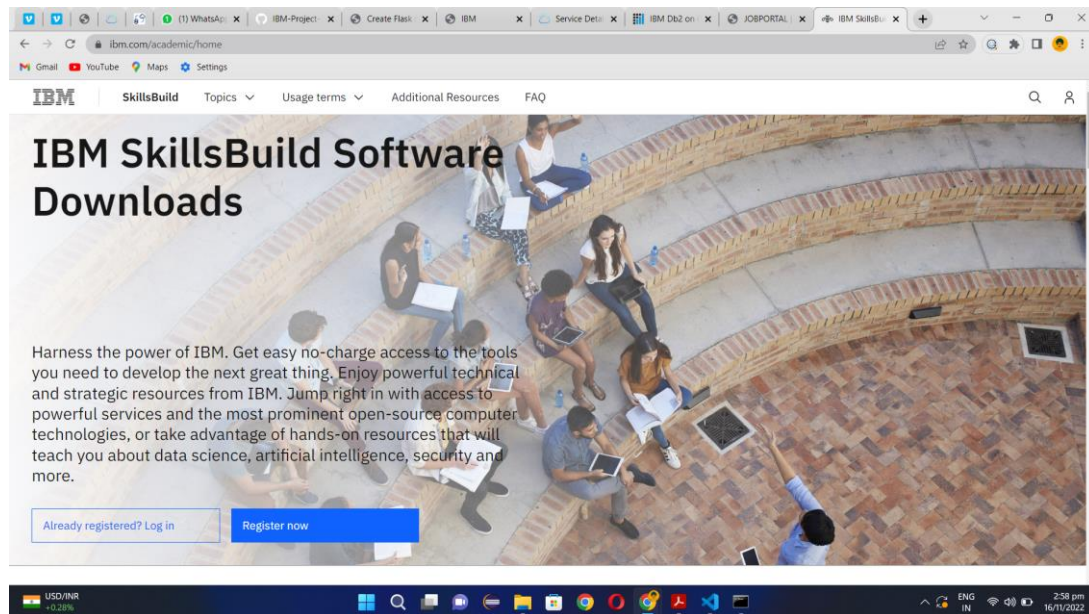 (1) WhatsAp
IBM-Project-
Create Flask
IBM
Service Deta
IBM Db2 on
JOBPORTAL
IBM SkillsBu
ibm.com/academic/home
Gmail
YouTube
Maps
Settings
IBM
SkillsBuild
Topics
Usage terms
Additional Resources
FAQ
IBM SkillsBuild Software
Downloads
Harness the power of IBM. Get easy no-charge access to the tools
you need to develop the next great thing. Enjoy powerful technical
and strategic resources from IBM. Jump right in with access to
powerful services and the most prominent open-source computer
technologies, or take advantage of hands-on resources that will
teach you about data science, artificial intelligence, security and
more.
Already registered? Log in
Register now
USD/INR
+0.28%
ENG
IN
2:58 pm
16/11/2022